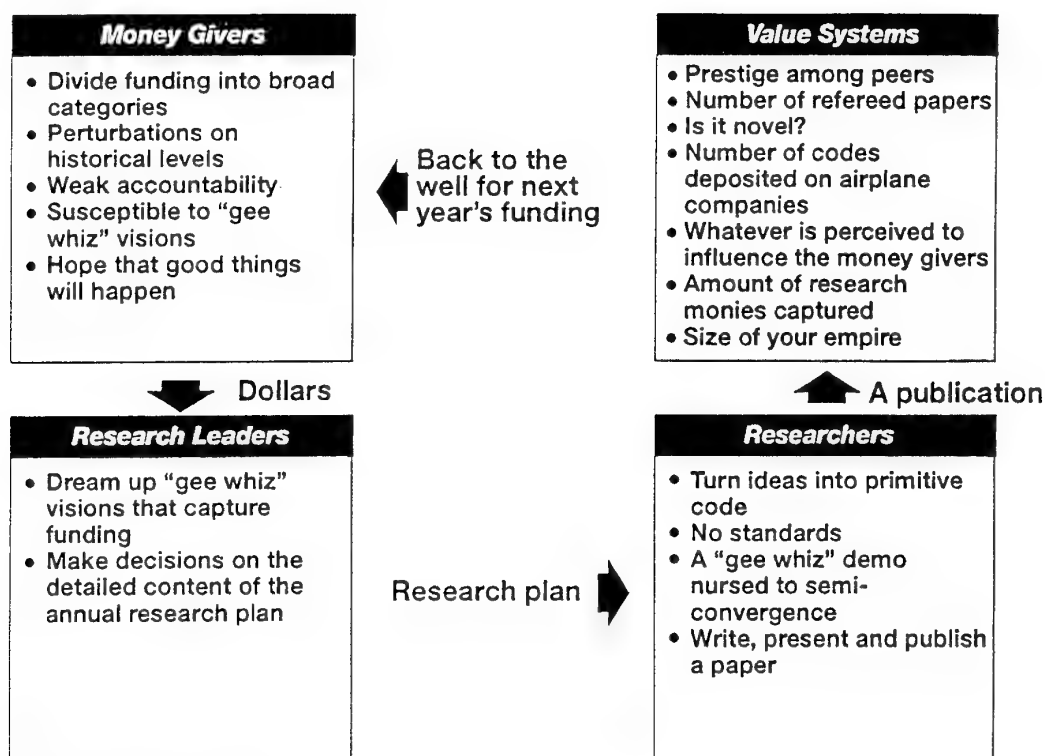 Money Givers
• Divide funding into broad
categories
• Perturbations on
historical levels
• Weak accountability
• Susceptible to "gee
whiz" visions
• Hope that good things
will happen
Back to the
well for next
year's funding
Value Systems
• Prestige among peers
• Number of refereed papers
• Is it novel?
• Number of codes
deposited on airplane
companies
• Whatever is perceived to
influence the money givers
• Amount of research
monies captured
• Size of your empire
Dollars
A publication
Research Leaders
• Dream up "gee whiz"
visions that capture
funding
• Make decisions on the
detailed content of the
annual research plan
Research plan
Researchers
• Turn ideas into primitive
code
• No standards
• A "gee whiz" demo
nursed to semi-
convergence
• Write, present and publish
a paper